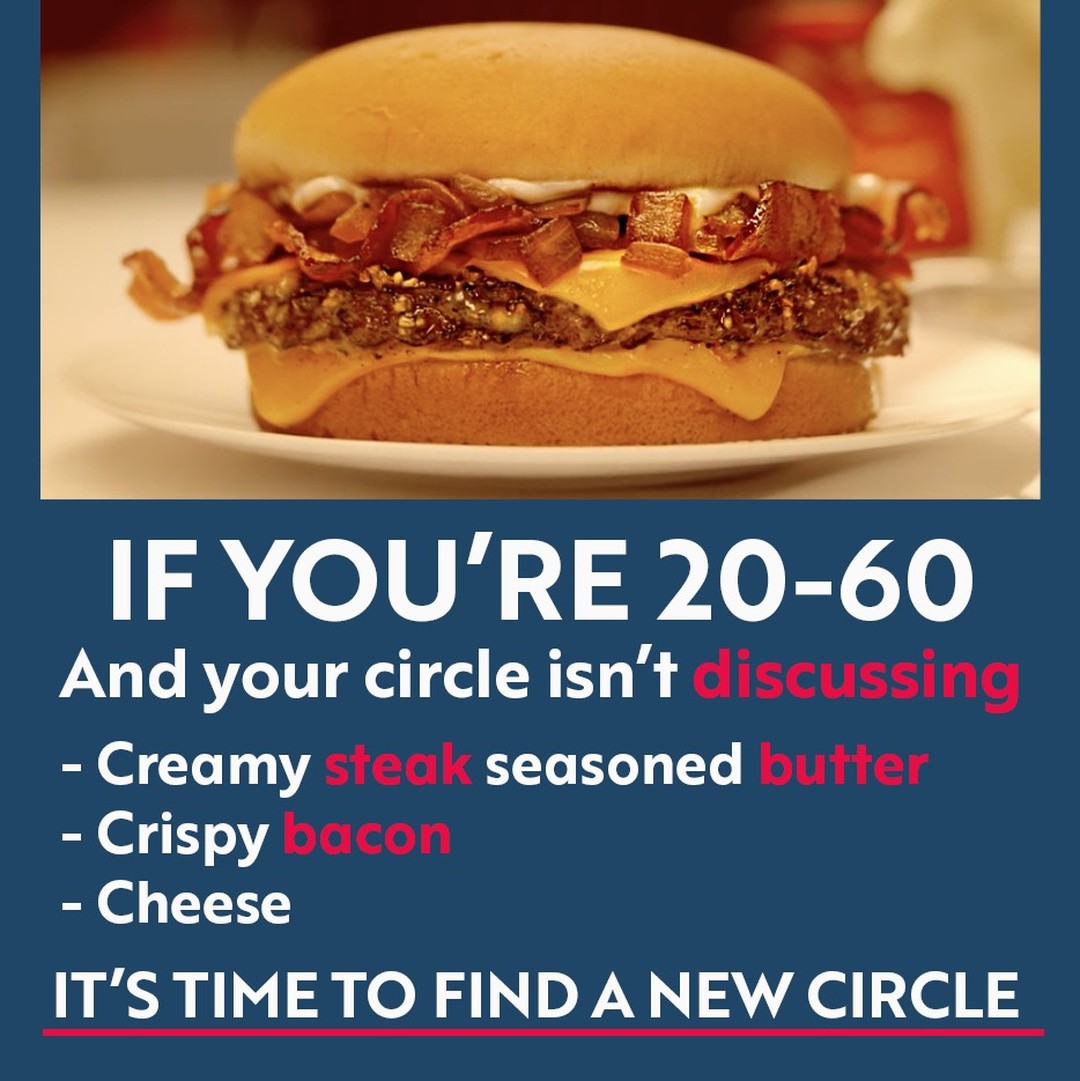 IF YOU’RE 20-60
And your circle isn’t discussing
- Creamy steak seasoned butter
- Crispy bacon
- Cheese
IT’S TIME TO FIND A NEW CIRCLE